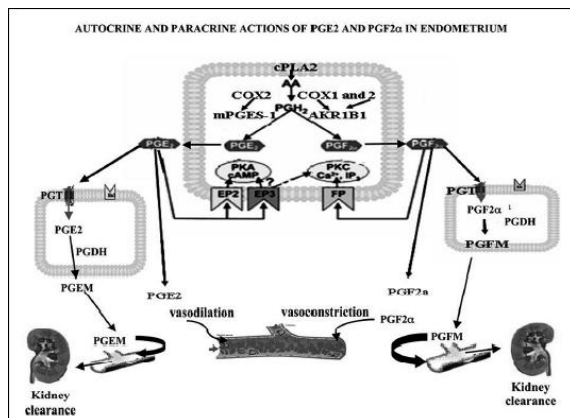 AUTOCRINE AND PARACRINE ACTIONS OF PGE2 AND PGF2α IN ENDOMETRIUM
cPLA2
AA
COX2 COX1 and 2
PGH2
mPGES-1 AKR1B1
PGE2 PGE2 PGF2α PGF2α
PKA
cAMP
PKC
Ca2+, IP3
?
EP2 EP3 FP
PGT
PGE2
PGDH
PGEM
PGT
PGF2α
PGDH
PGFM
PGE2
PGF2α
vasodilation vasoconstriction
PGF2α
PGEM
PGFM
Kidney
clearance
Kidney
clearance